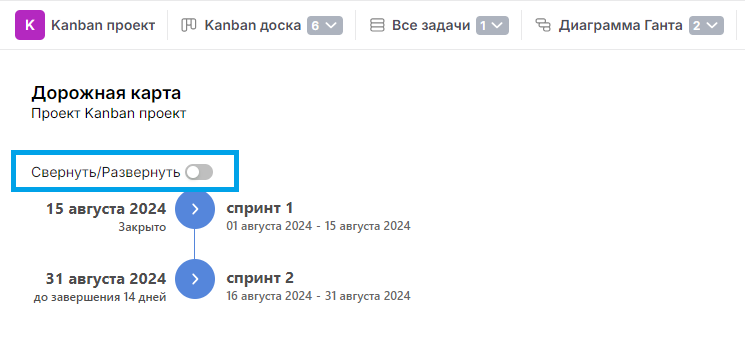 K Kanban проект Kanban доска 6 Все задачи 1 Диаграмма Ганта 2
Дорожная карта
Проект Kanban проект
Свернуть/Развернуть
15 августа 2024 спринт 1
Закрыто 01 августа 2024 - 15 августа 2024
31 августа 2024 спринт 2
до завершения 14 дней 16 августа 2024 - 31 августа 2024